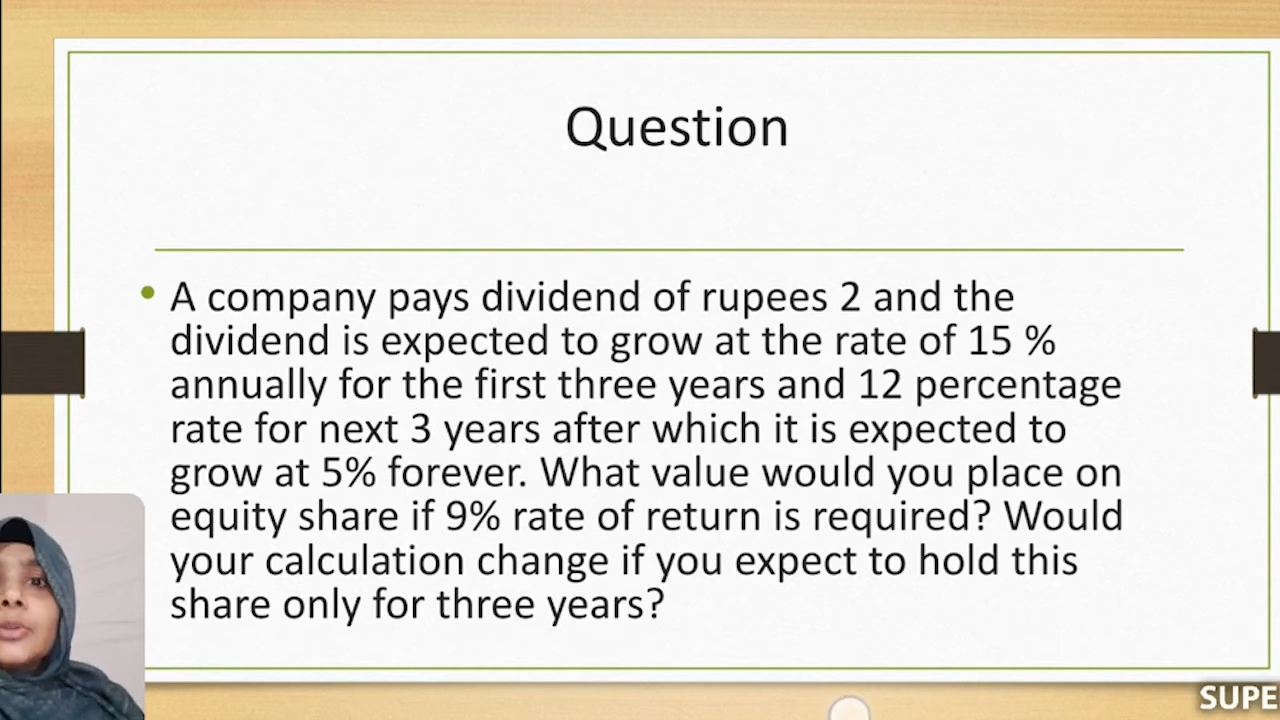 Question
• A company pays dividend of rupees 2 and the
dividend is expected to grow at the rate of 15 %
annually for the first three years and 12 percentage
rate for next 3 years after which it is expected to
grow at 5% forever. What value would you place on
equity share if 9% rate of return is required? Would
your calculation change if you expect to hold this
share only for three years?
SUPE